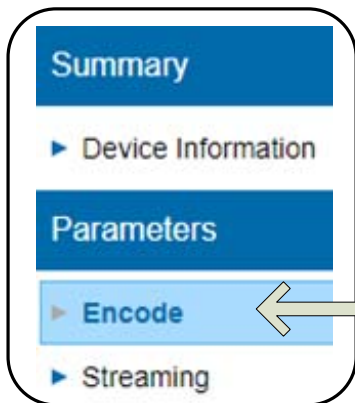 Summary
Device Information
Parameters
Encode
Streaming